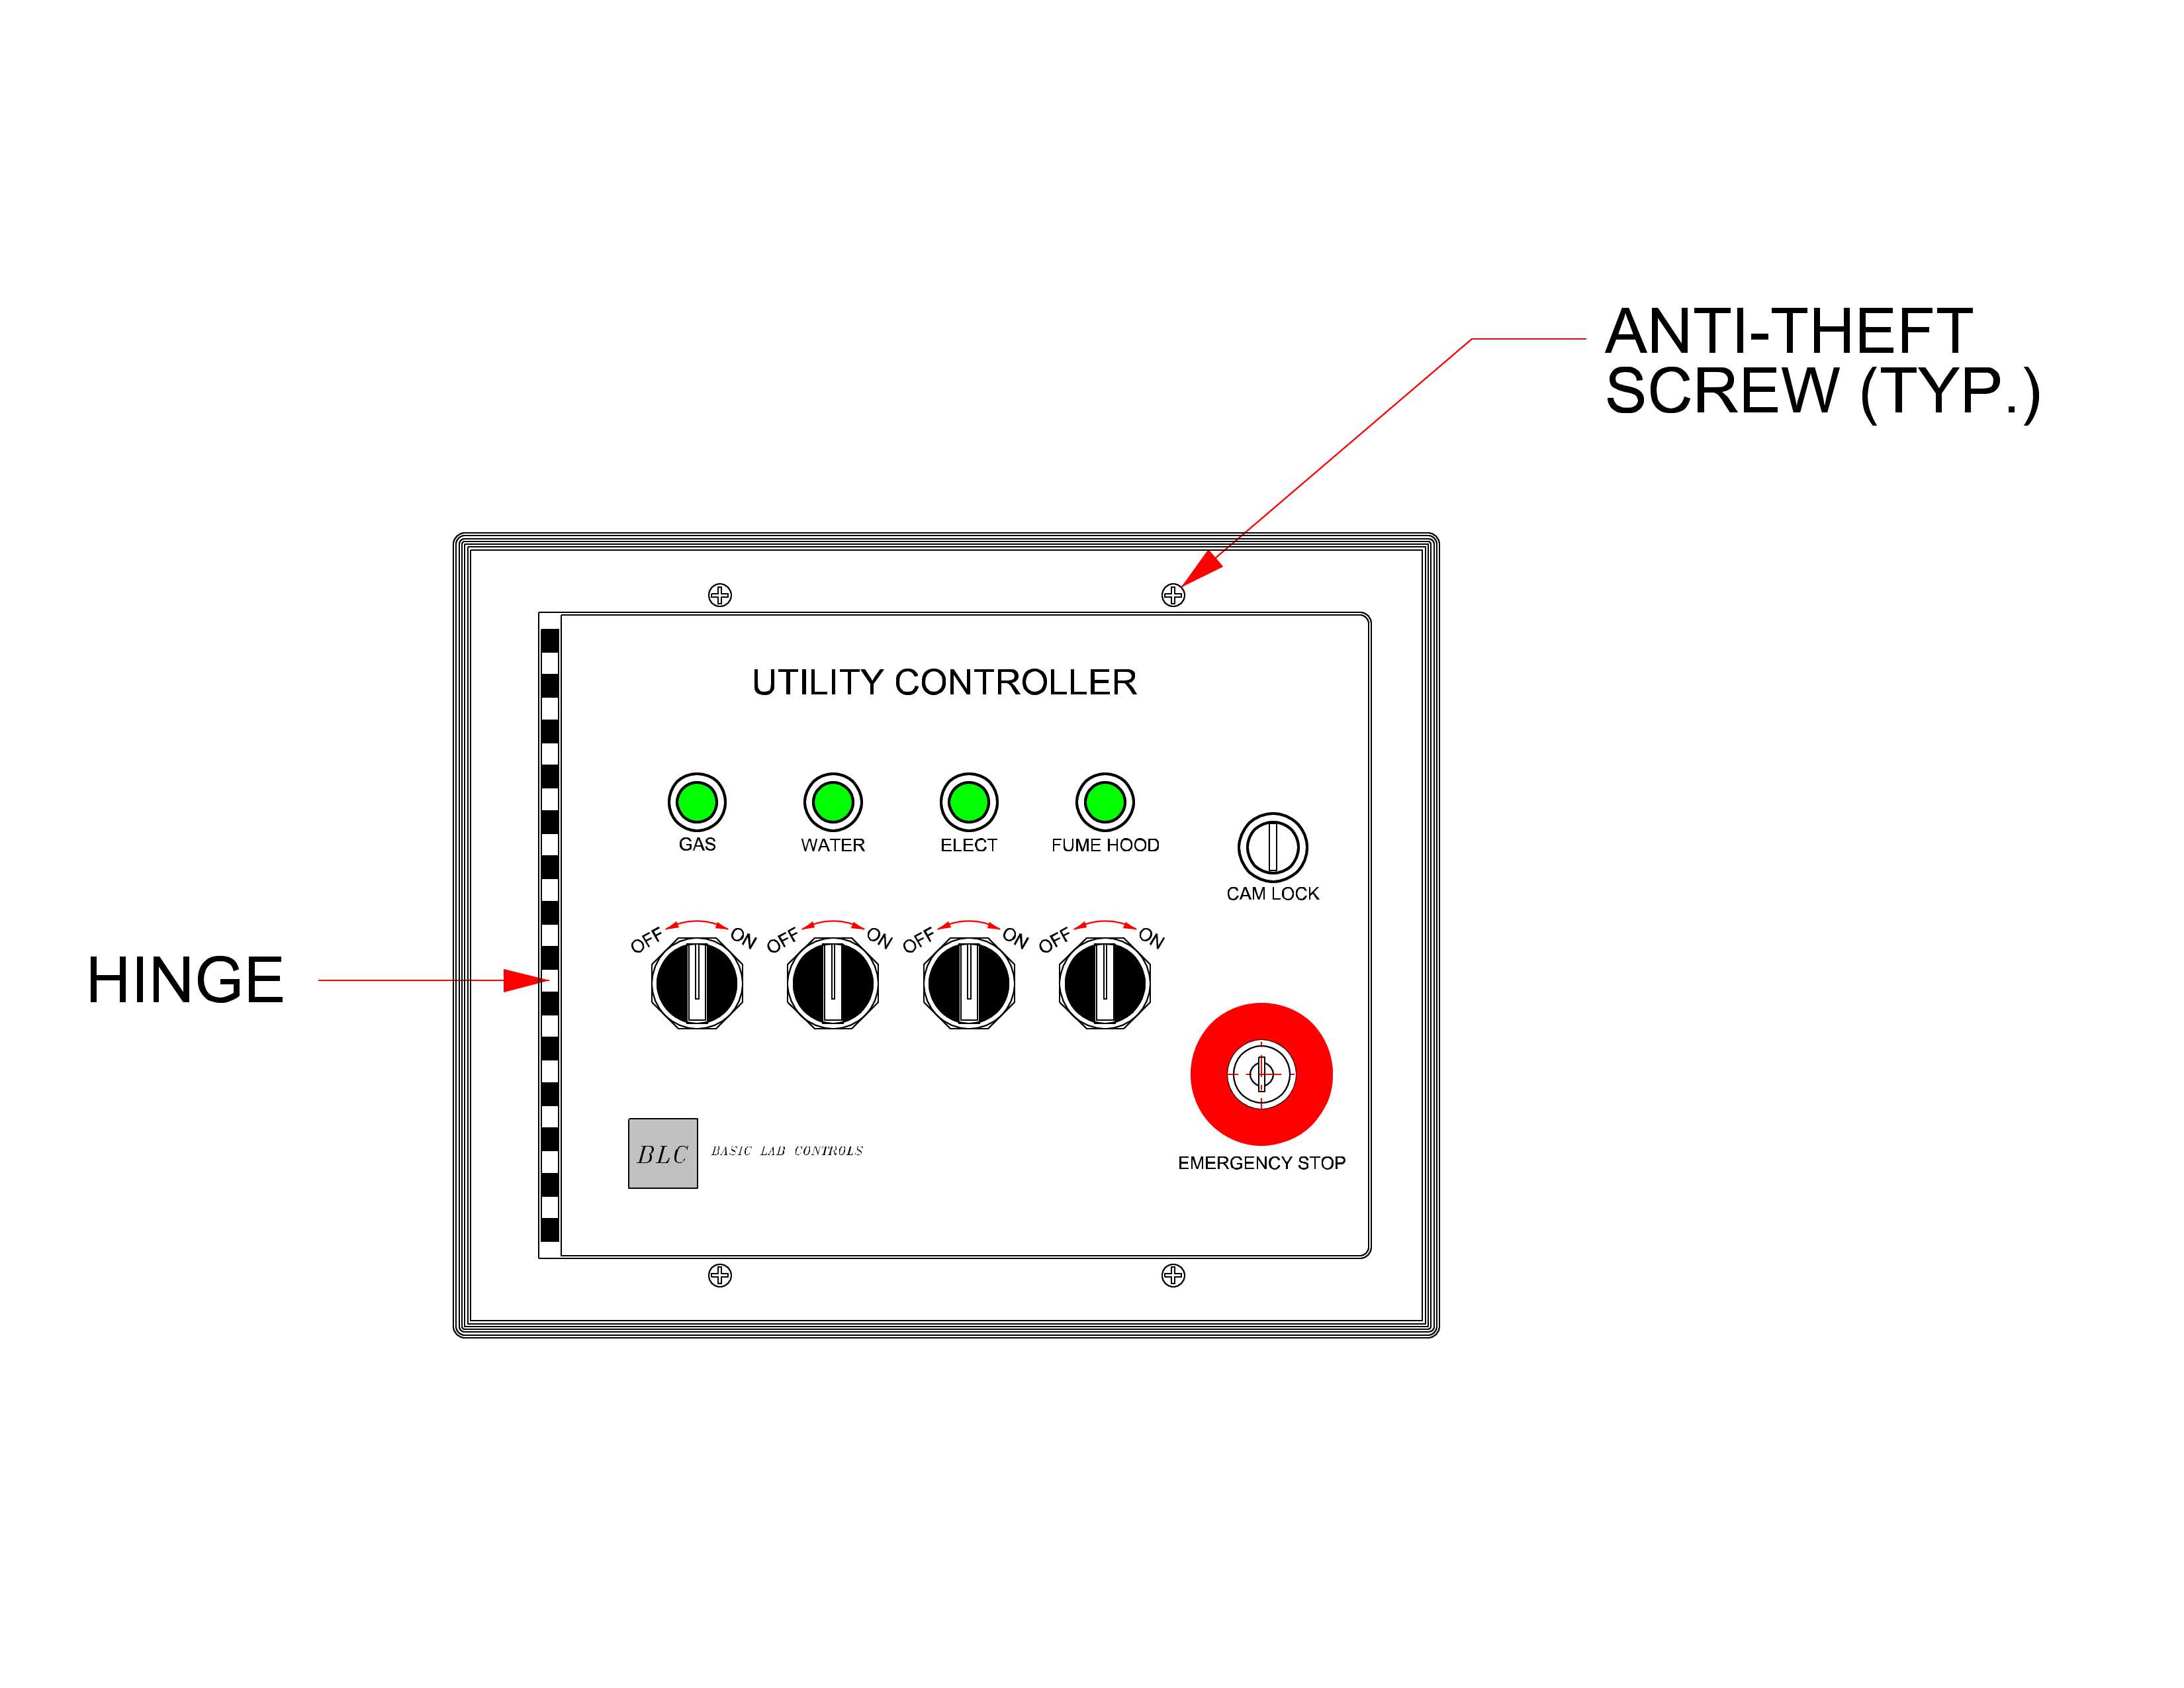 ANTI-THEFT
SCREW (TYP.)
UTILITY CONTROLLER
GAS
WATER
ELECT
FUME HOOD
CAM LOCK
OFF
ON
OFF
ON
OFF
ON
OFF
ON
HINGE
BLC
BASIC LAB CONTROLS
EMERGENCY STOP